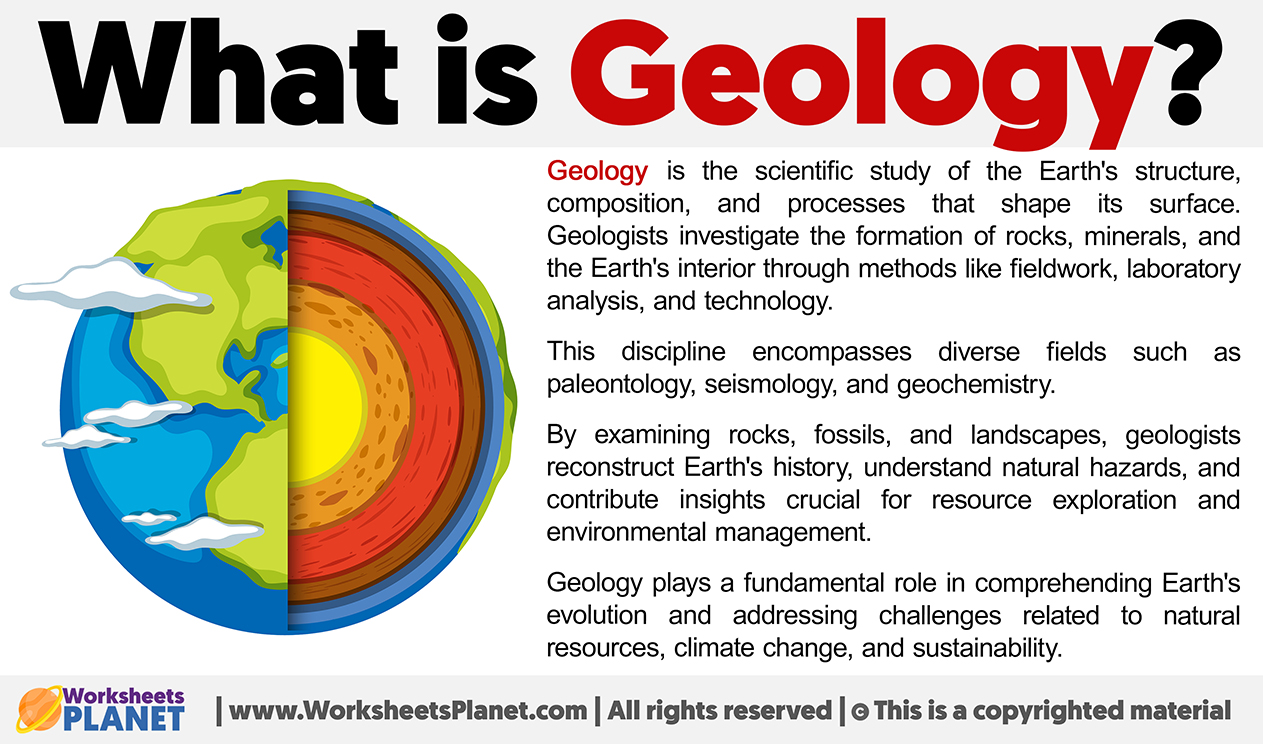 What is Geology?
Geology is the scientific study of the Earth's structure,
composition, and processes that shape its surface.
Geologists investigate the formation of rocks, minerals, and
the Earth's interior through methods like fieldwork, laboratory
analysis, and technology.
This discipline encompasses diverse fields such as
paleontology, seismology, and geochemistry.
By examining rocks, fossils, and landscapes, geologists
reconstruct Earth's history, understand natural hazards, and
contribute insights crucial for resource exploration and
environmental management.
Geology plays a fundamental role in comprehending Earth's
evolution and addressing challenges related to natural
resources, climate change, and sustainability.
Worksheets
PLANET
| www.WorksheetsPlanet.com | All rights reserved | © This is a copyrighted material